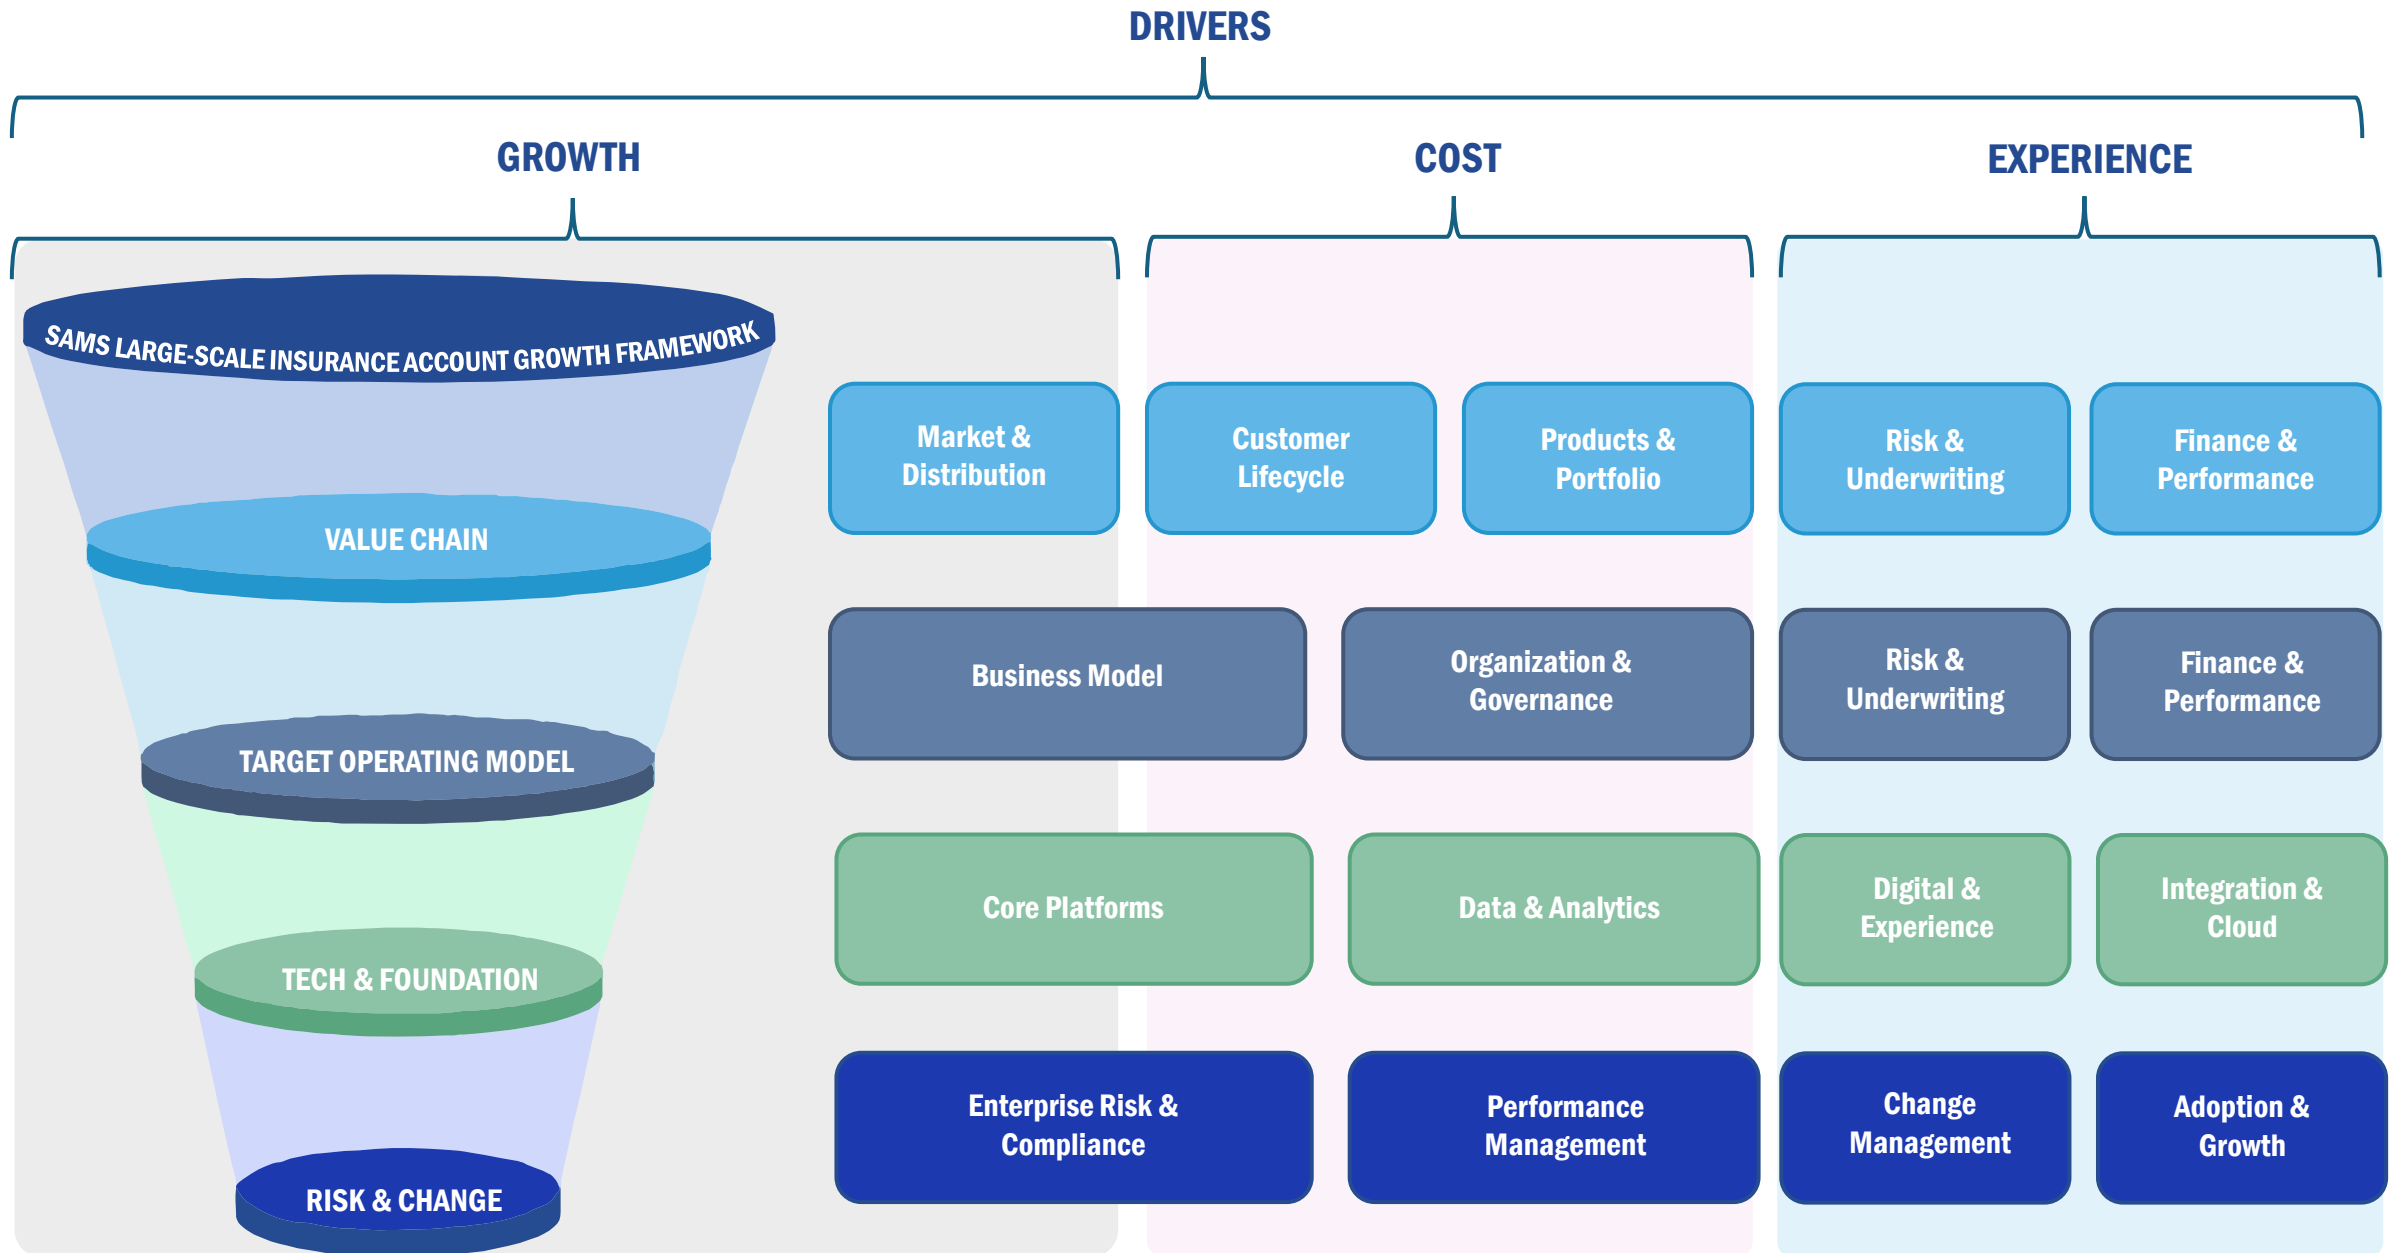 DRIVERS
GROWTH
COST
EXPERIENCE
SAMS LARGE-SCALE INSURANCE ACCOUNT GROWTH FRAMEWORK
Market &
Distribution
Customer
Lifecycle
Products &
Portfolio
Risk &
Underwriting
Finance &
Performance
VALUE CHAIN
Business Model
Organization &
Governance
Risk &
Underwriting
Finance &
Performance
TARGET OPERATING MODEL
Core Platforms
Data & Analytics
Digital &
Experience
Integration &
Cloud
TECH & FOUNDATION
Enterprise Risk &
Compliance
Performance
Management
Change
Management
Adoption &
Growth
RISK & CHANGE